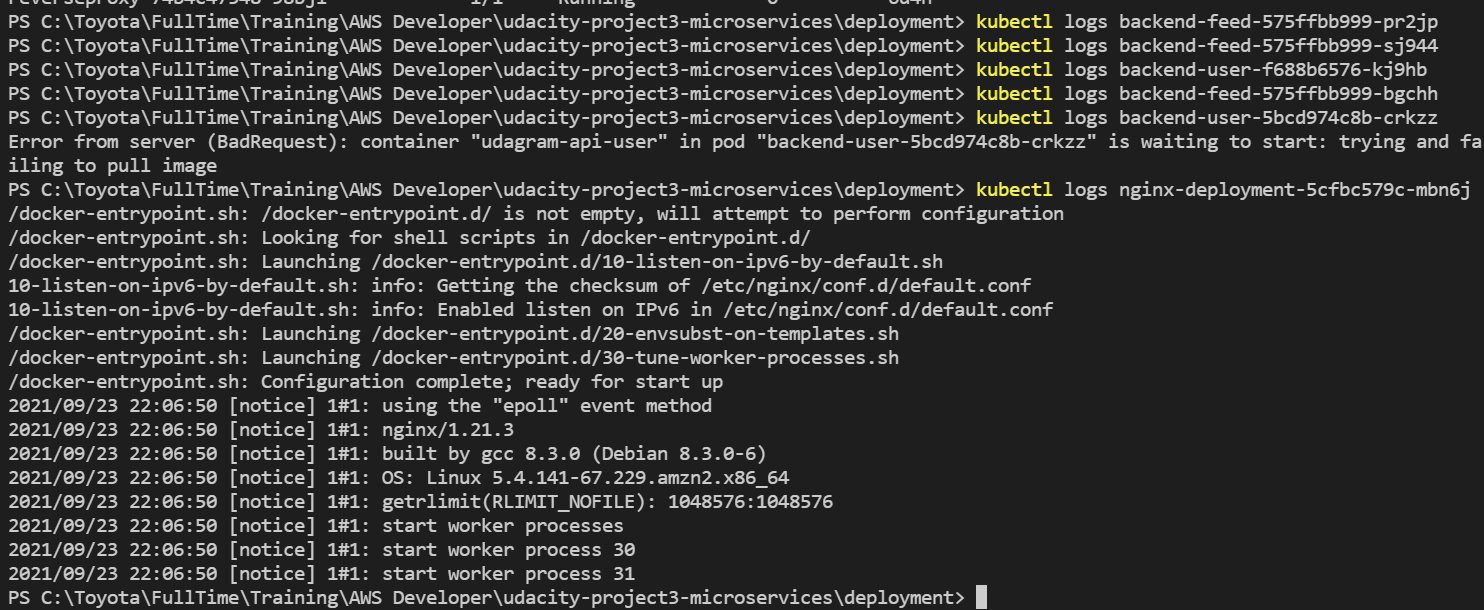 reverseproxy-74b4c47548-98bj1 1/1 Running 0 8d4h
PS C:\Toyota\FullTime\Training\AWS Developer\udacity-project3-microservices\deployment> kubectl logs backend-feed-575ffbb999-pr2jp
PS C:\Toyota\FullTime\Training\AWS Developer\udacity-project3-microservices\deployment> kubectl logs backend-feed-575ffbb999-sj944
PS C:\Toyota\FullTime\Training\AWS Developer\udacity-project3-microservices\deployment> kubectl logs backend-user-f688b6576-kj9hb
PS C:\Toyota\FullTime\Training\AWS Developer\udacity-project3-microservices\deployment> kubectl logs backend-feed-575ffbb999-bgchh
PS C:\Toyota\FullTime\Training\AWS Developer\udacity-project3-microservices\deployment> kubectl logs backend-user-5bcd974c8b-crkzz
Error from server (BadRequest): container "udagram-api-user" in pod "backend-user-5bcd974c8b-crkzz" is waiting to start: trying and fa
iling to pull image
PS C:\Toyota\FullTime\Training\AWS Developer\udacity-project3-microservices\deployment> kubectl logs nginx-deployment-5cfbc579c-mbn6j
/docker-entrypoint.sh: /docker-entrypoint.d/ is not empty, will attempt to perform configuration
/docker-entrypoint.sh: Looking for shell scripts in /docker-entrypoint.d/
/docker-entrypoint.sh: Launching /docker-entrypoint.d/10-listen-on-ipv6-by-default.sh
10-listen-on-ipv6-by-default.sh: info: Getting the checksum of /etc/nginx/conf.d/default.conf
10-listen-on-ipv6-by-default.sh: info: Enabled listen on IPv6 in /etc/nginx/conf.d/default.conf
/docker-entrypoint.sh: Launching /docker-entrypoint.d/20-envsubst-on-templates.sh
/docker-entrypoint.sh: Launching /docker-entrypoint.d/30-tune-worker-processes.sh
/docker-entrypoint.sh: Configuration complete; ready for start up
2021/09/23 22:06:50 [notice] 1#1: using the "epoll" event method
2021/09/23 22:06:50 [notice] 1#1: nginx/1.21.3
2021/09/23 22:06:50 [notice] 1#1: built by gcc 8.3.0 (Debian 8.3.0-6)
2021/09/23 22:06:50 [notice] 1#1: OS: Linux 5.4.141-67.229.amzn2.x86_64
2021/09/23 22:06:50 [notice] 1#1: getrlimit(RLIMIT_NOFILE): 1048576:1048576
2021/09/23 22:06:50 [notice] 1#1: start worker processes
2021/09/23 22:06:50 [notice] 1#1: start worker process 30
2021/09/23 22:06:50 [notice] 1#1: start worker process 31
PS C:\Toyota\FullTime\Training\AWS Developer\udacity-project3-microservices\deployment>